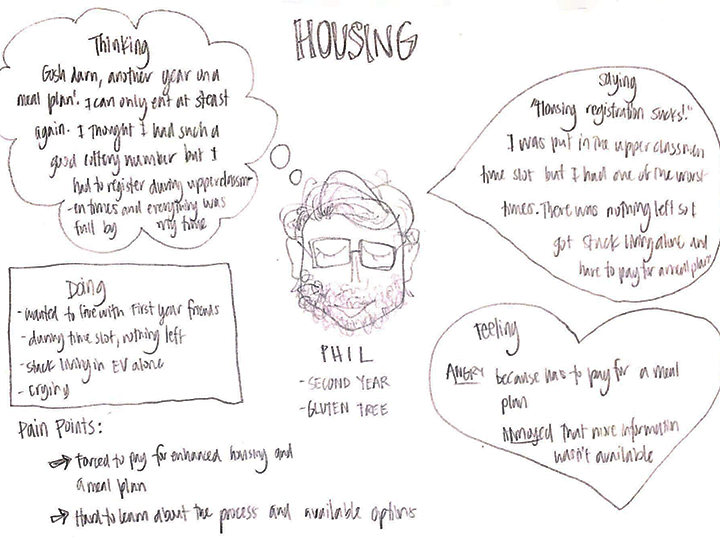 HOUSING
Thinking
Gosh darn, another year on a
meal plan! I can only eat at steast
again. I thought I had such a
good lottery number but I
had to register during upperclassm
-en times and everything was
full by my time
Saying
"Housing registration sucks!"
I was put in the upperclassmen
time slot but I had one of the worst
times. There was nothing left so I
got stuck living alone and
have to pay for a meal plan"
Doing
- wanted to live with first year friends
- during time slot, nothing left
- stuck living in EV alone
- crying
PHIL
- SECOND YEAR
- GLUTEN TREE
Feeling
ANGRY because has to pay for a meal
plan
Annoyed that more information
wasn't available
Pain Points:
⇒ Forced to pay for enhanced housing and
a meal plan
⇒ Hard to learn about the process and available options